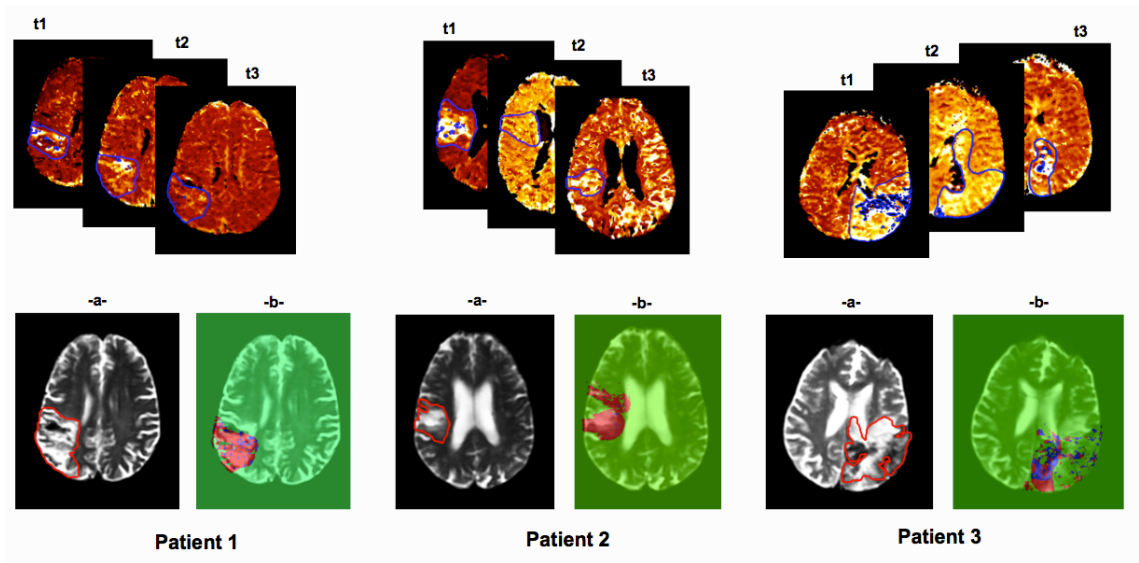 t1
t2
t3
t1
t2
t3
t1
t2
t3
-a-
-b-
-a-
-b-
-a-
-b-
Patient 1
Patient 2
Patient 3